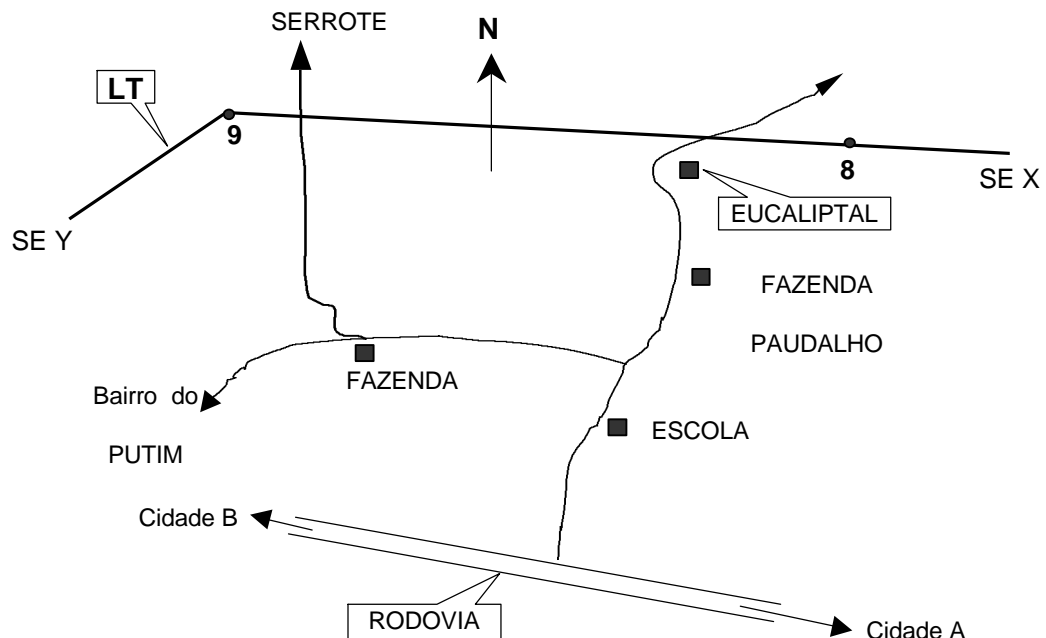 SERROTE
N
LT
9
8
SE X
SE Y
EUCALIPTAL
FAZENDA
PAUDALHO
FAZENDA
Bairro do
PUTIM
ESCOLA
Cidade B
RODOVIA
Cidade A